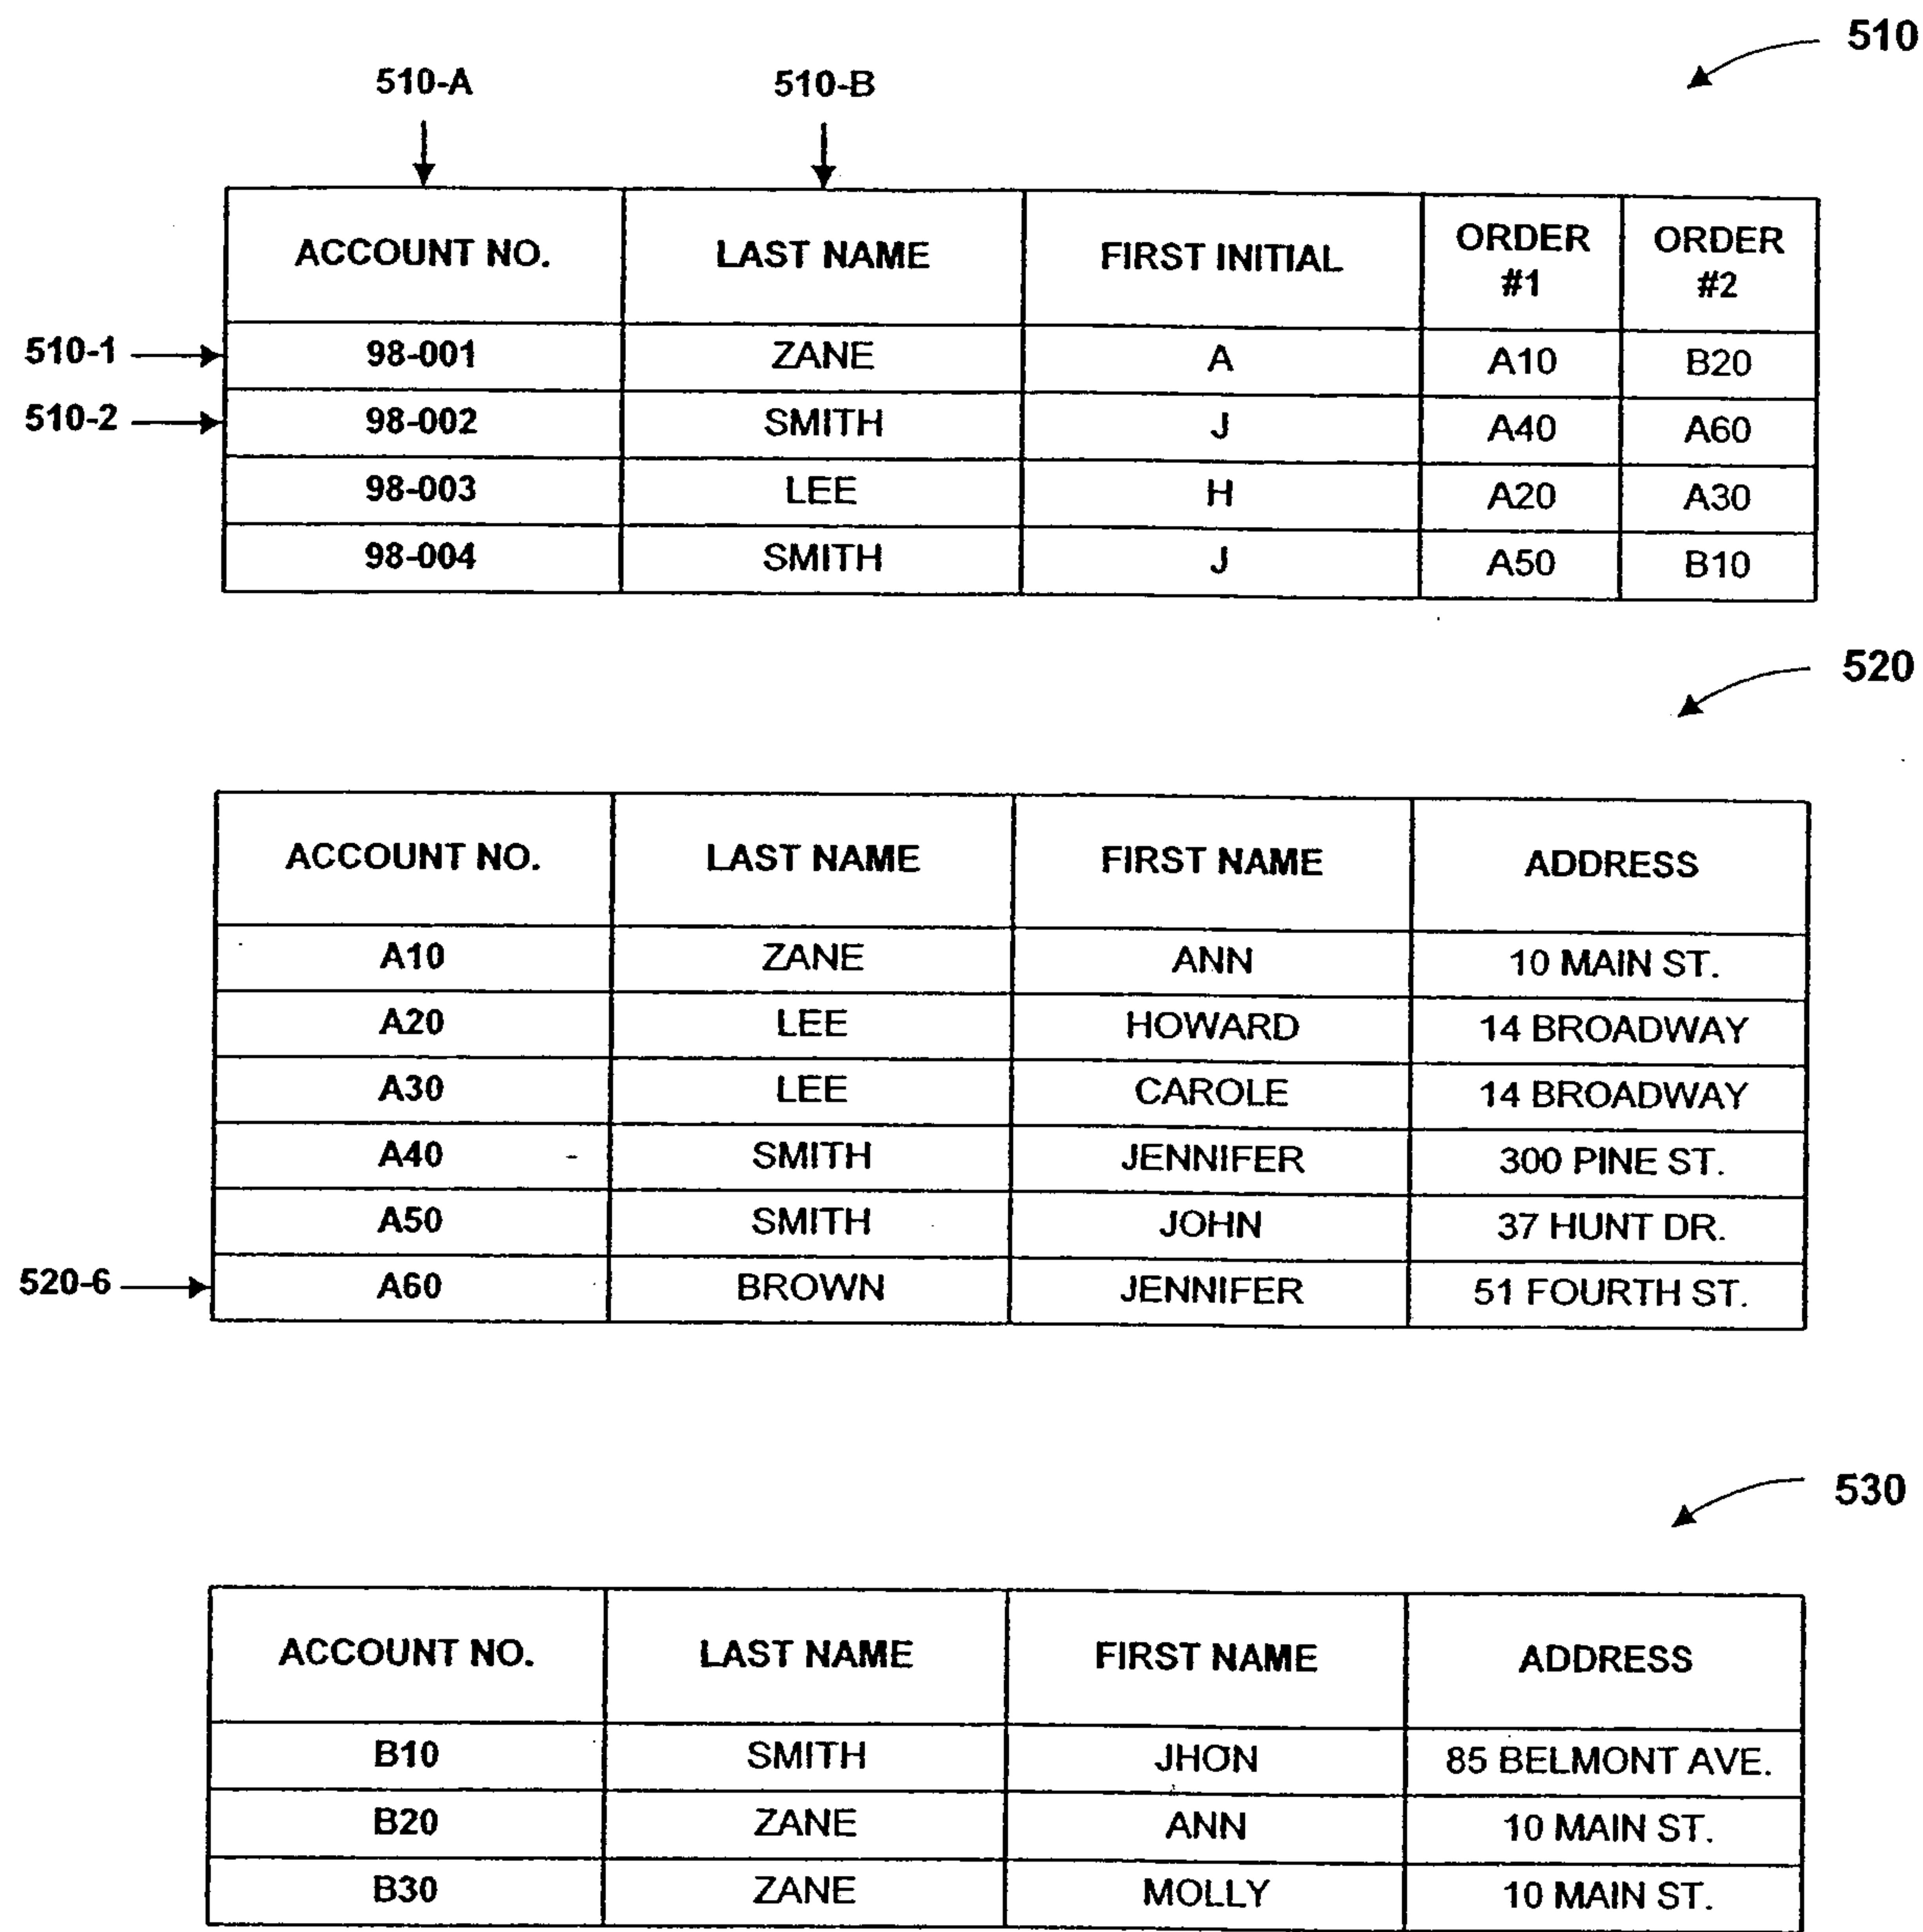 510
510-A 510-B
ACCOUNT NO. LAST NAME FIRST INITIAL ORDER #1 ORDER #2
510-1 98-001 ZANE A A10 B20
510-2 98-002 SMITH J A40 A60
98-003 LEE H A20 A30
98-004 SMITH J A50 B10
520
ACCOUNT NO. LAST NAME FIRST NAME ADDRESS
A10 ZANE ANN 10 MAIN ST.
A20 LEE HOWARD 14 BROADWAY
A30 LEE CAROLE 14 BROADWAY
A40 SMITH JENNIFER 300 PINE ST.
A50 SMITH JOHN 37 HUNT DR.
520-6 A60 BROWN JENNIFER 51 FOURTH ST.
530
ACCOUNT NO. LAST NAME FIRST NAME ADDRESS
B10 SMITH JHON 85 BELMONT AVE.
B20 ZANE ANN 10 MAIN ST.
B30 ZANE MOLLY 10 MAIN ST.